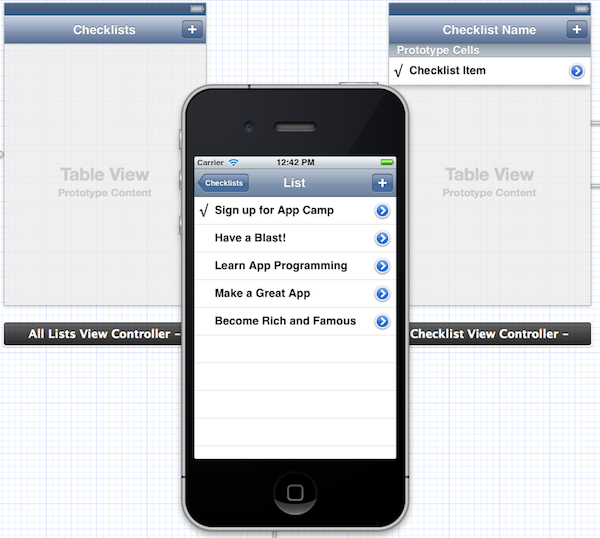 Checklists +
Table View
Prototype Content
All Lists View Controller –
Checklist Name +
Prototype Cells
√ Checklist Item
Table View
Prototype Content
Checklist View Controller –
Carrier 12:42 PM
Checklists List +
√ Sign up for App Camp
Have a Blast!
Learn App Programming
Make a Great App
Become Rich and Famous